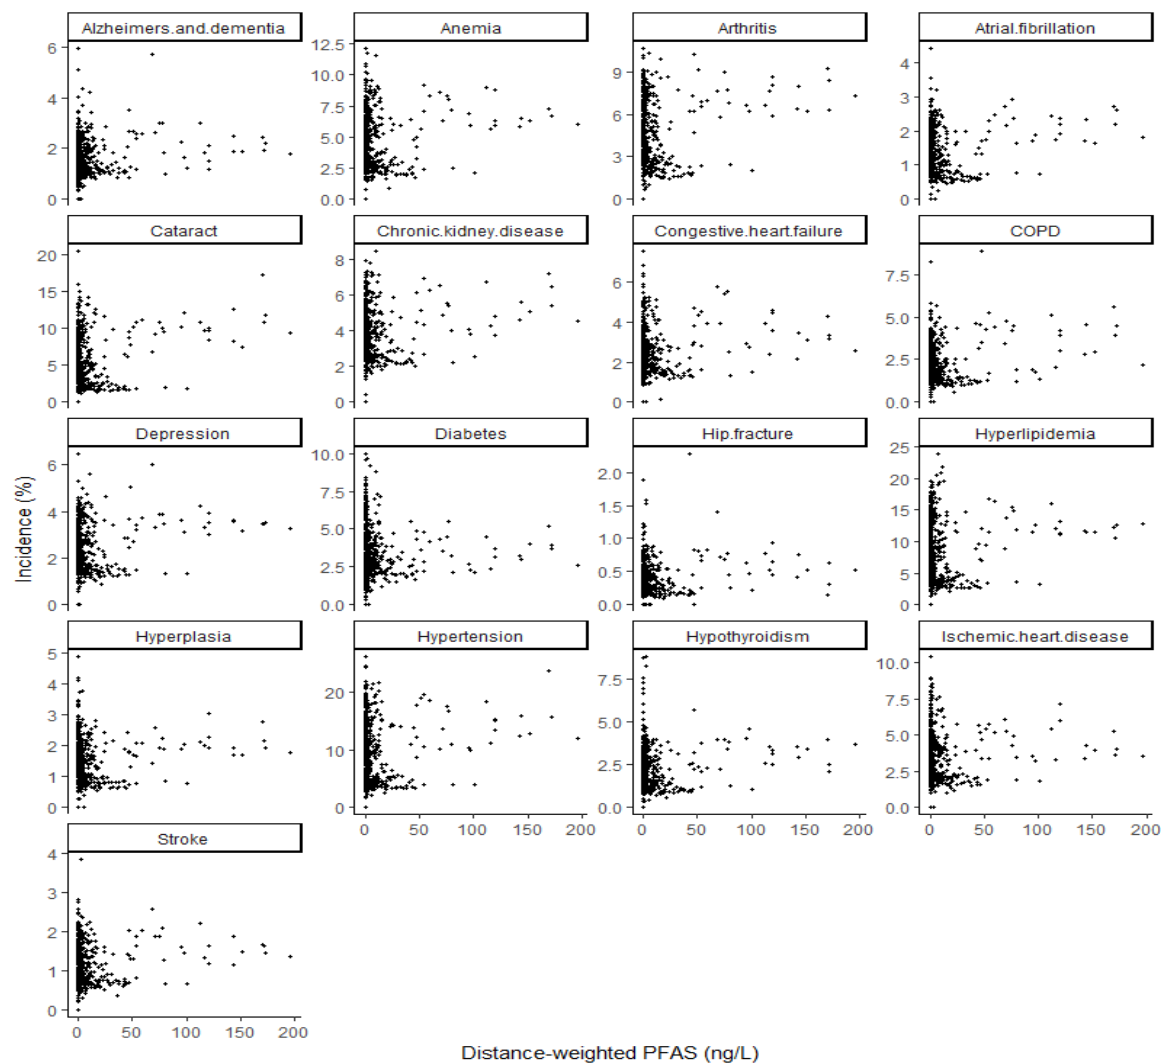 Alzheimers.and.dementia Anemia Arthritis Atrial.fibrillation
6 4 2 0
12.5 10.0 7.5 5.0 2.5 0.0
9 6 3 0
4 3 2 1 0
Cataract Chronic.kidney.disease Congestive.heart.failure COPD
20 15 10 5 0
8 6 4 2 0
6 4 2 0
7.5 5.0 2.5 0.0
Depression Diabetes Hip.fracture Hyperlipidemia
6 4 2 0
10.0 7.5 5.0 2.5 0.0
2.0 1.5 1.0 0.5 0.0
25 20 15 10 5 0
Incidence (%)
Hyperplasia Hypertension Hypothyroidism Ischemic.heart.disease
5 4 3 2 1 0
20 10 0
7.5 5.0 2.5 0.0
10.0 7.5 5.0 2.5 0.0
0 50 100 150 200 0 50 100 150 200 0 50 100 150 200
Stroke
4 3 2 1 0
0 50 100 150 200
Distance-weighted PFAS (ng/L)